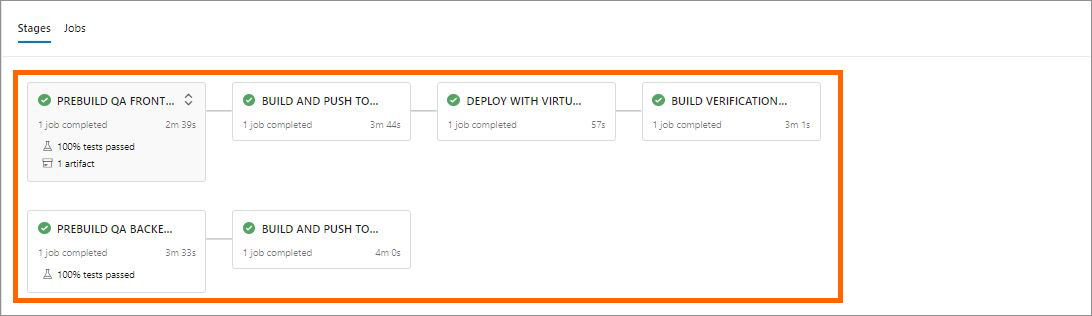 Stages Jobs
PREBUILD QA FRONT... BUILD AND PUSH TO... DEPLOY WITH VIRTU... BUILD VERIFICATION...
1 job completed 2m 39s 1 job completed 3m 44s 1 job completed 57s 1 job completed 3m 1s
100% tests passed
1 artifact
PREBUILD QA BACKE... BUILD AND PUSH TO...
1 job completed 3m 33s 1 job completed 4m 0s
100% tests passed